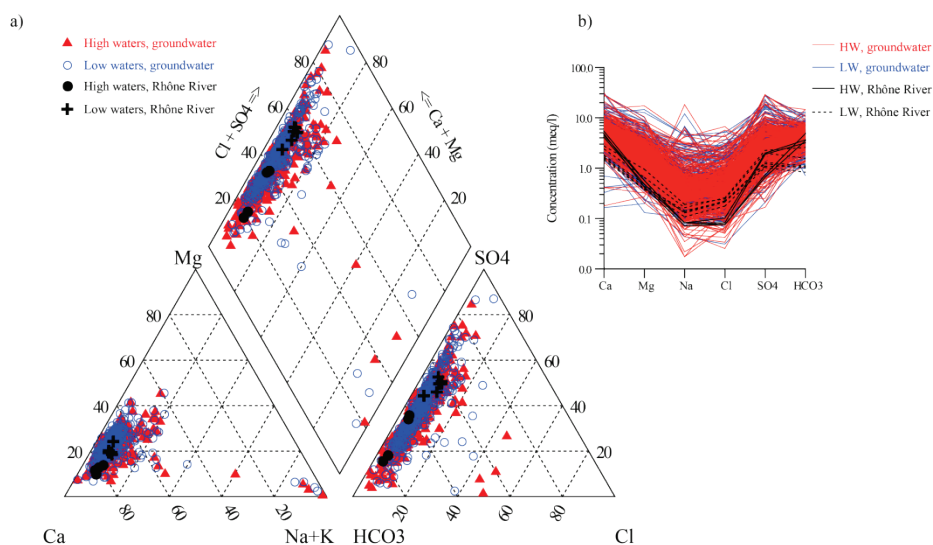 a)
High waters, groundwater
Low waters, groundwater
High waters, Rhône River
Low waters, Rhône River
Cl + SO4 =>
<= Ca + Mg
80
60
40
20
80
60
40
20
Mg
SO4
80
60
40
20
80
60
40
20
80
60
40
20
20
40
60
80
Ca
Na+K
HCO3
Cl
b)
HW, groundwater
LW, groundwater
HW, Rhône River
LW, Rhône River
Concentration (meq/l)
100.0
10.0
1.0
0.1
0.0
Ca
Mg
Na
Cl
SO4
HCO3